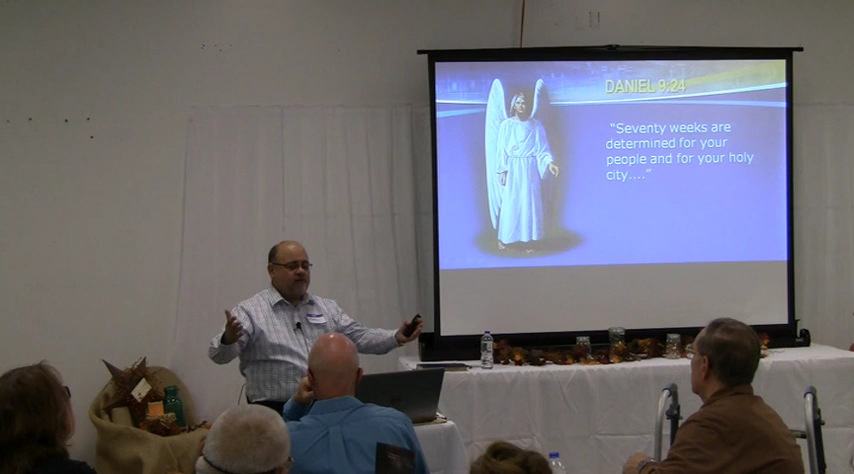 DANIEL 9:24
“Seventy weeks are
determined for your
people and for your holy
city....”